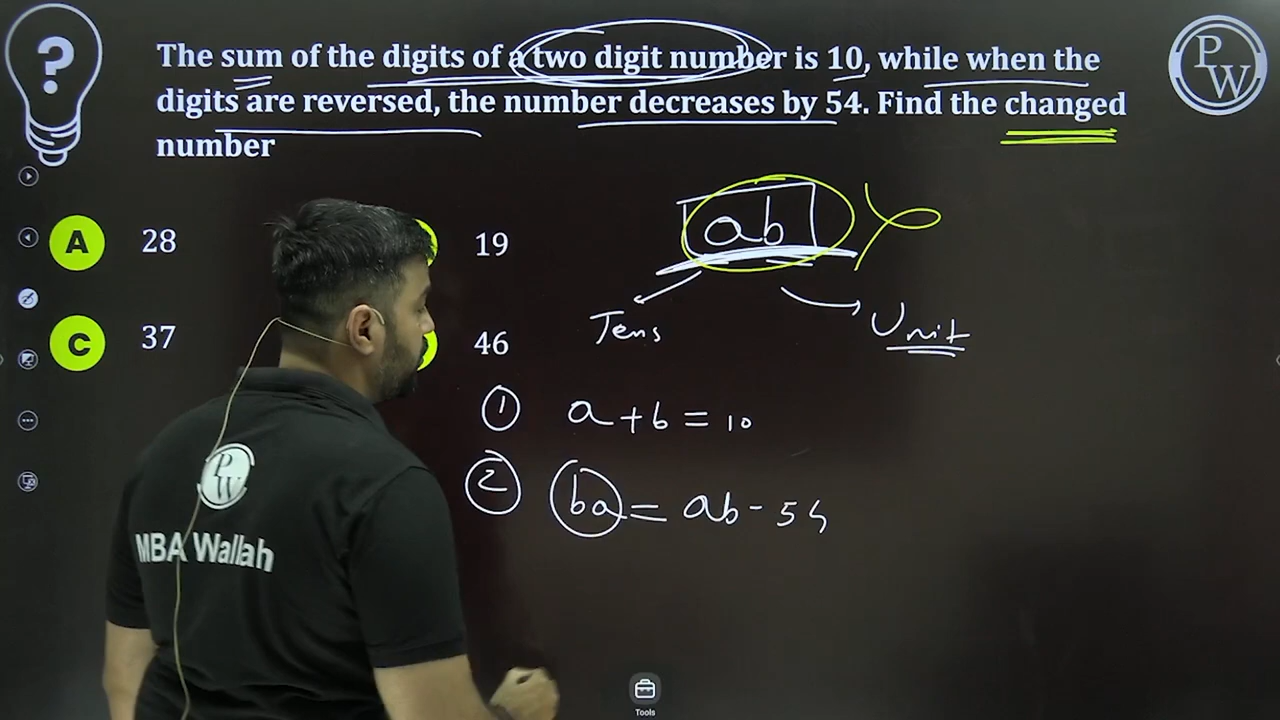 The sum of the digits of a two digit number is 10, while when the
digits are reversed, the number decreases by 54. Find the changed
number
?
PW
A 28
19
C 37
46
ab
Tens
Unit
1 a+b=10
2 ba=ab-54
PW
MBA Wallah
Tools